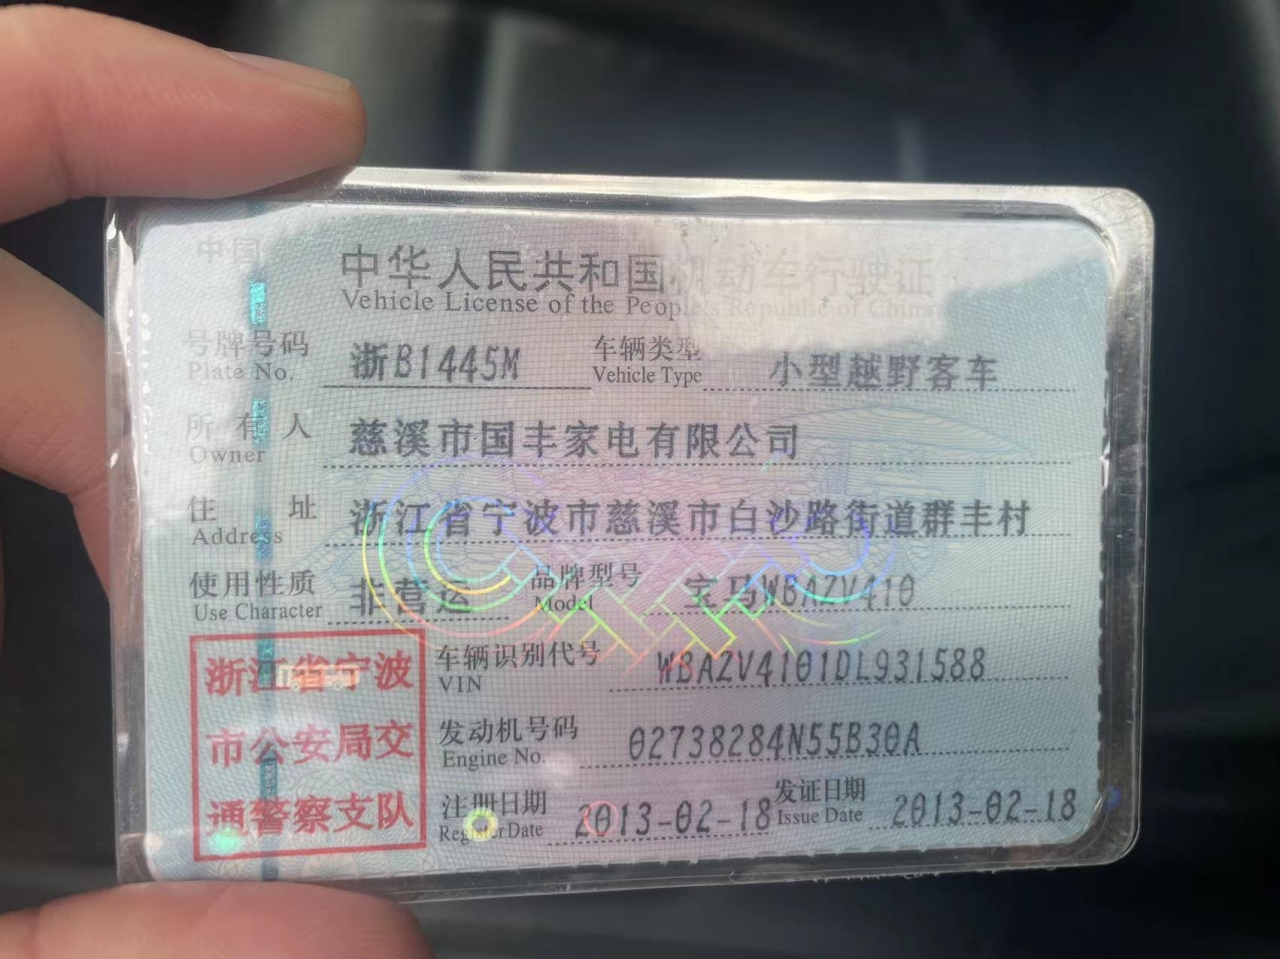 中国
中华人民共和国机动车行驶证
Vehicle License of the People's Republic of China
号牌号码 浙B1445M 车辆类型 小型越野客车
Plate No. Vehicle Type
所有人 慈溪市国丰家电有限公司
Owner
住址 浙江省宁波市慈溪市白沙路街道群丰村
Address
使用性质 非营运 品牌型号 宝马WBAZV410
Use Character Model
浙江省宁波
市公安局交
通警察支队
车辆识别代号 WBAZV4101DL931588
VIN
发动机号码 02738284N55B30A
Engine No.
注册日期 2013-02-18 发证日期 2013-02-18
Register Date Issue Date